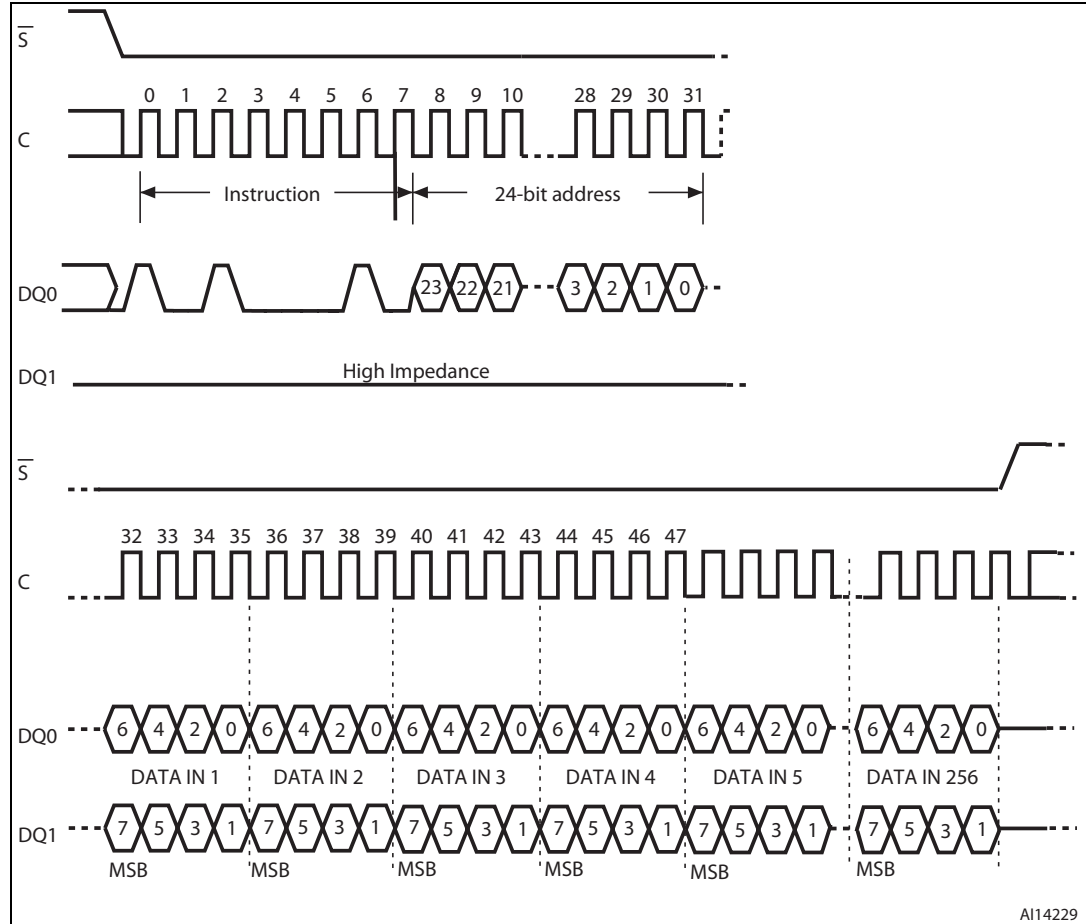 S
0 1 2 3 4 5 6 7 8 9 10 28 29 30 31
C
Instruction 24-bit address
DQ0 23 22 21 3 2 1 0
DQ1 High Impedance
S
32 33 34 35 36 37 38 39 40 41 42 43 44 45 46 47
C
DQ0 6 4 2 0 6 4 2 0 6 4 2 0 6 4 2 0 6 4 2 0 6 4 2 0
DATA IN 1 DATA IN 2 DATA IN 3 DATA IN 4 DATA IN 5 DATA IN 256
DQ1 7 5 3 1 7 5 3 1 7 5 3 1 7 5 3 1 7 5 3 1 7 5 3 1
MSB MSB MSB MSB MSB MSB
AI14229